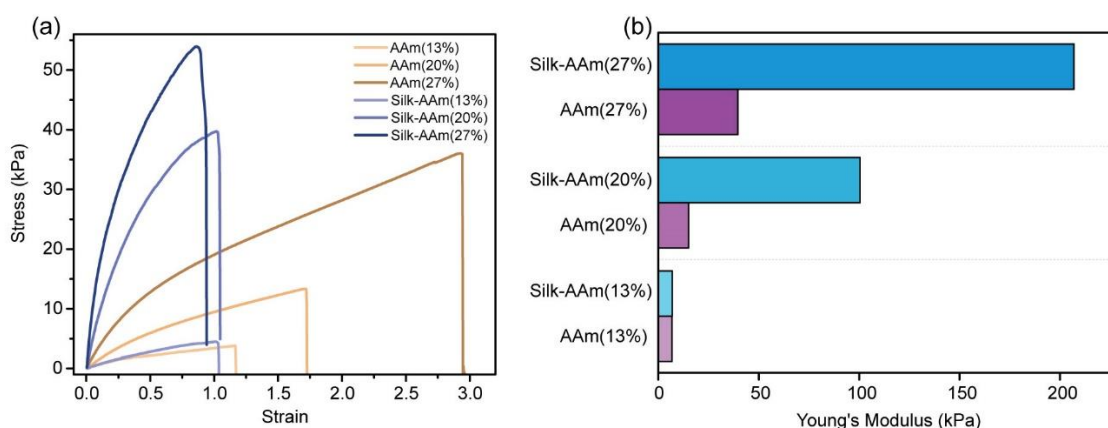 (a)
AAm(13%)
AAm(20%)
AAm(27%)
Silk-AAm(13%)
Silk-AAm(20%)
Silk-AAm(27%)
Stress (kPa)
50
40
30
20
10
0
0.0 0.5 1.0 1.5 2.0 2.5 3.0
Strain
(b)
Silk-AAm(27%)
AAm(27%)
Silk-AAm(20%)
AAm(20%)
Silk-AAm(13%)
AAm(13%)
0 50 100 150 200
Young's Modulus (kPa)